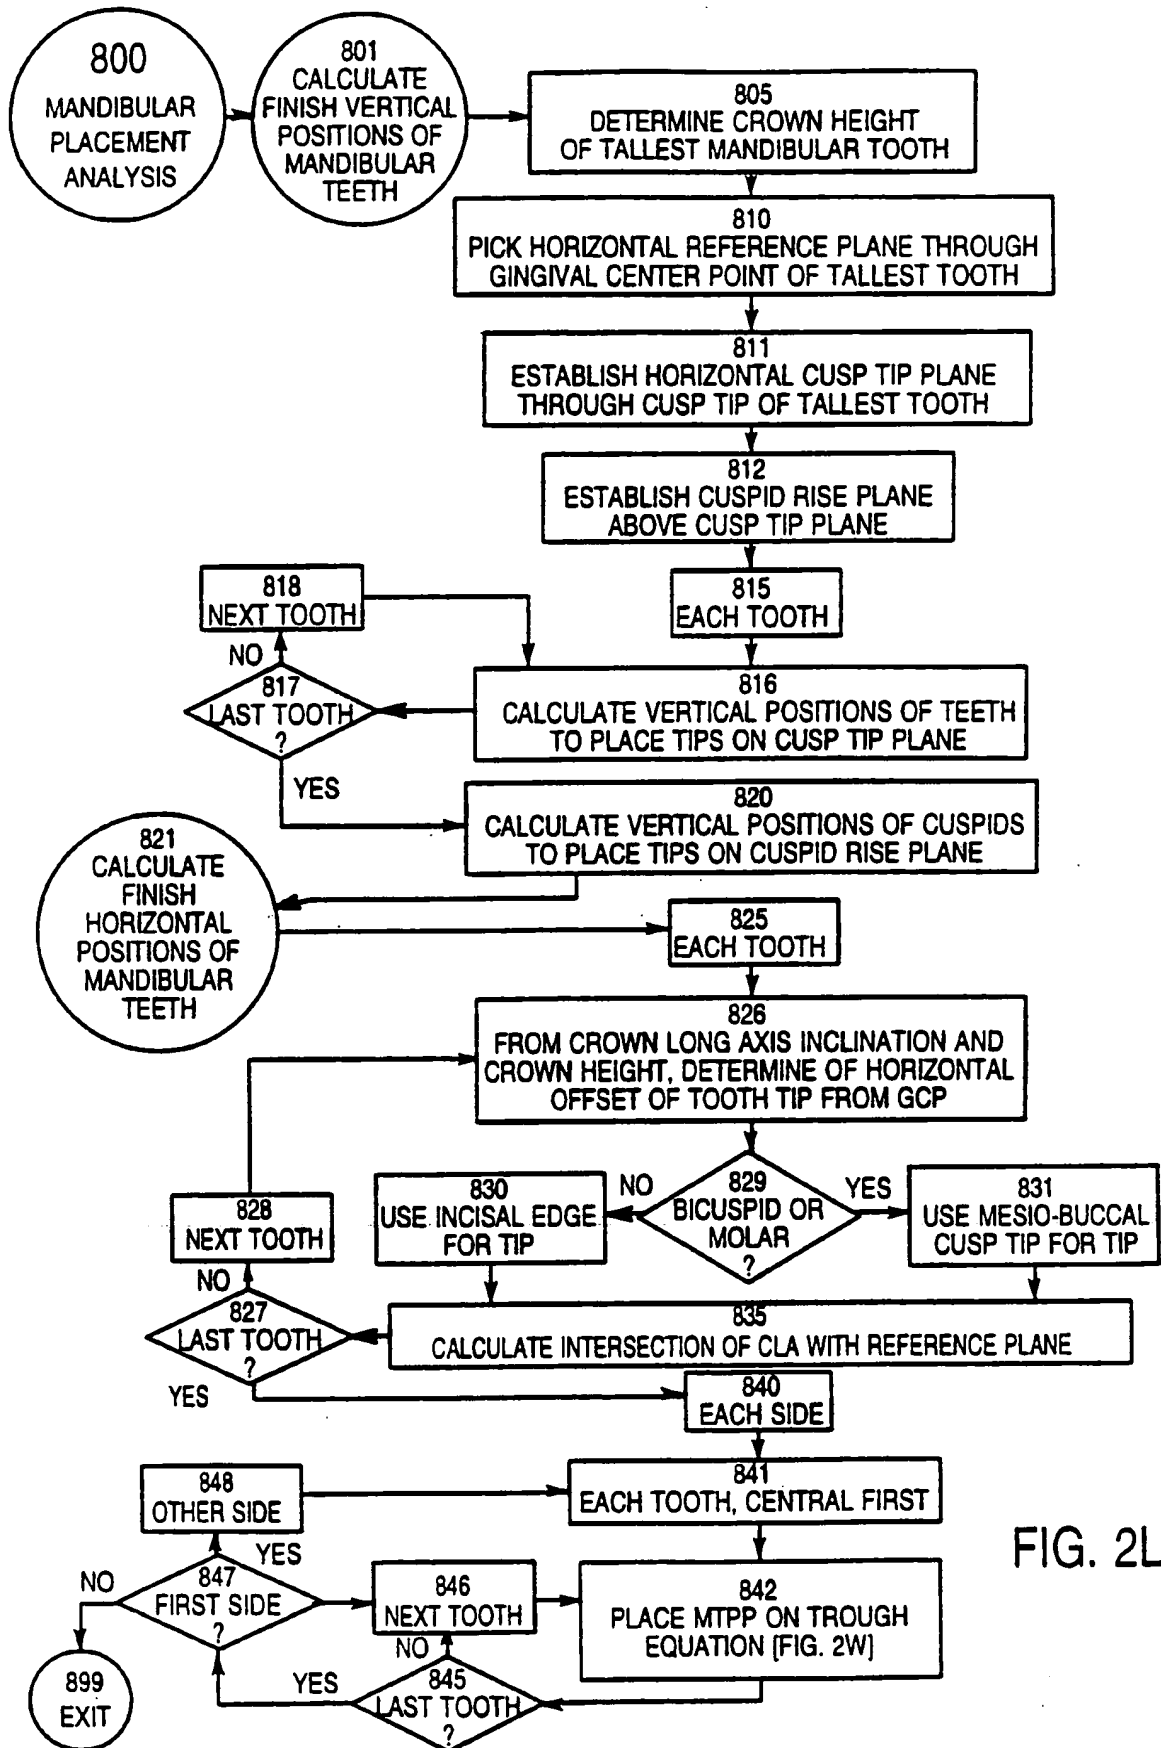 800
MANDIBULAR
PLACEMENT
ANALYSIS
801
CALCULATE
FINISH VERTICAL
POSITIONS OF
MANDIBULAR
TEETH
805
DETERMINE CROWN HEIGHT
OF TALLEST MANDIBULAR TOOTH
810
PICK HORIZONTAL REFERENCE PLANE THROUGH
GINGIVAL CENTER POINT OF TALLEST TOOTH
811
ESTABLISH HORIZONTAL CUSP TIP PLANE
THROUGH CUSP TIP OF TALLEST TOOTH
812
ESTABLISH CUSPID RISE PLANE
ABOVE CUSP TIP PLANE
815
EACH TOOTH
818
NEXT TOOTH
NO
817
LAST TOOTH
?
YES
816
CALCULATE VERTICAL POSITIONS OF TEETH
TO PLACE TIPS ON CUSP TIP PLANE
820
CALCULATE VERTICAL POSITIONS OF CUSPIDS
TO PLACE TIPS ON CUSPID RISE PLANE
821
CALCULATE
FINISH
HORIZONTAL
POSITIONS OF
MANDIBULAR
TEETH
825
EACH TOOTH
826
FROM CROWN LONG AXIS INCLINATION AND
CROWN HEIGHT, DETERMINE OF HORIZONTAL
OFFSET OF TOOTH TIP FROM GCP
829
BICUSPID OR
MOLAR
?
NO
YES
830
USE INCISAL EDGE
FOR TIP
831
USE MESIO-BUCCAL
CUSP TIP FOR TIP
828
NEXT TOOTH
NO
827
LAST TOOTH
?
YES
835
CALCULATE INTERSECTION OF CLA WITH REFERENCE PLANE
840
EACH SIDE
841
EACH TOOTH, CENTRAL FIRST
848
OTHER SIDE
YES
847
FIRST SIDE
?
NO
846
NEXT TOOTH
NO
842
PLACE MTPP ON TROUGH
EQUATION (FIG. 2W)
845
LAST TOOTH
?
YES
899
EXIT
FIG. 2L